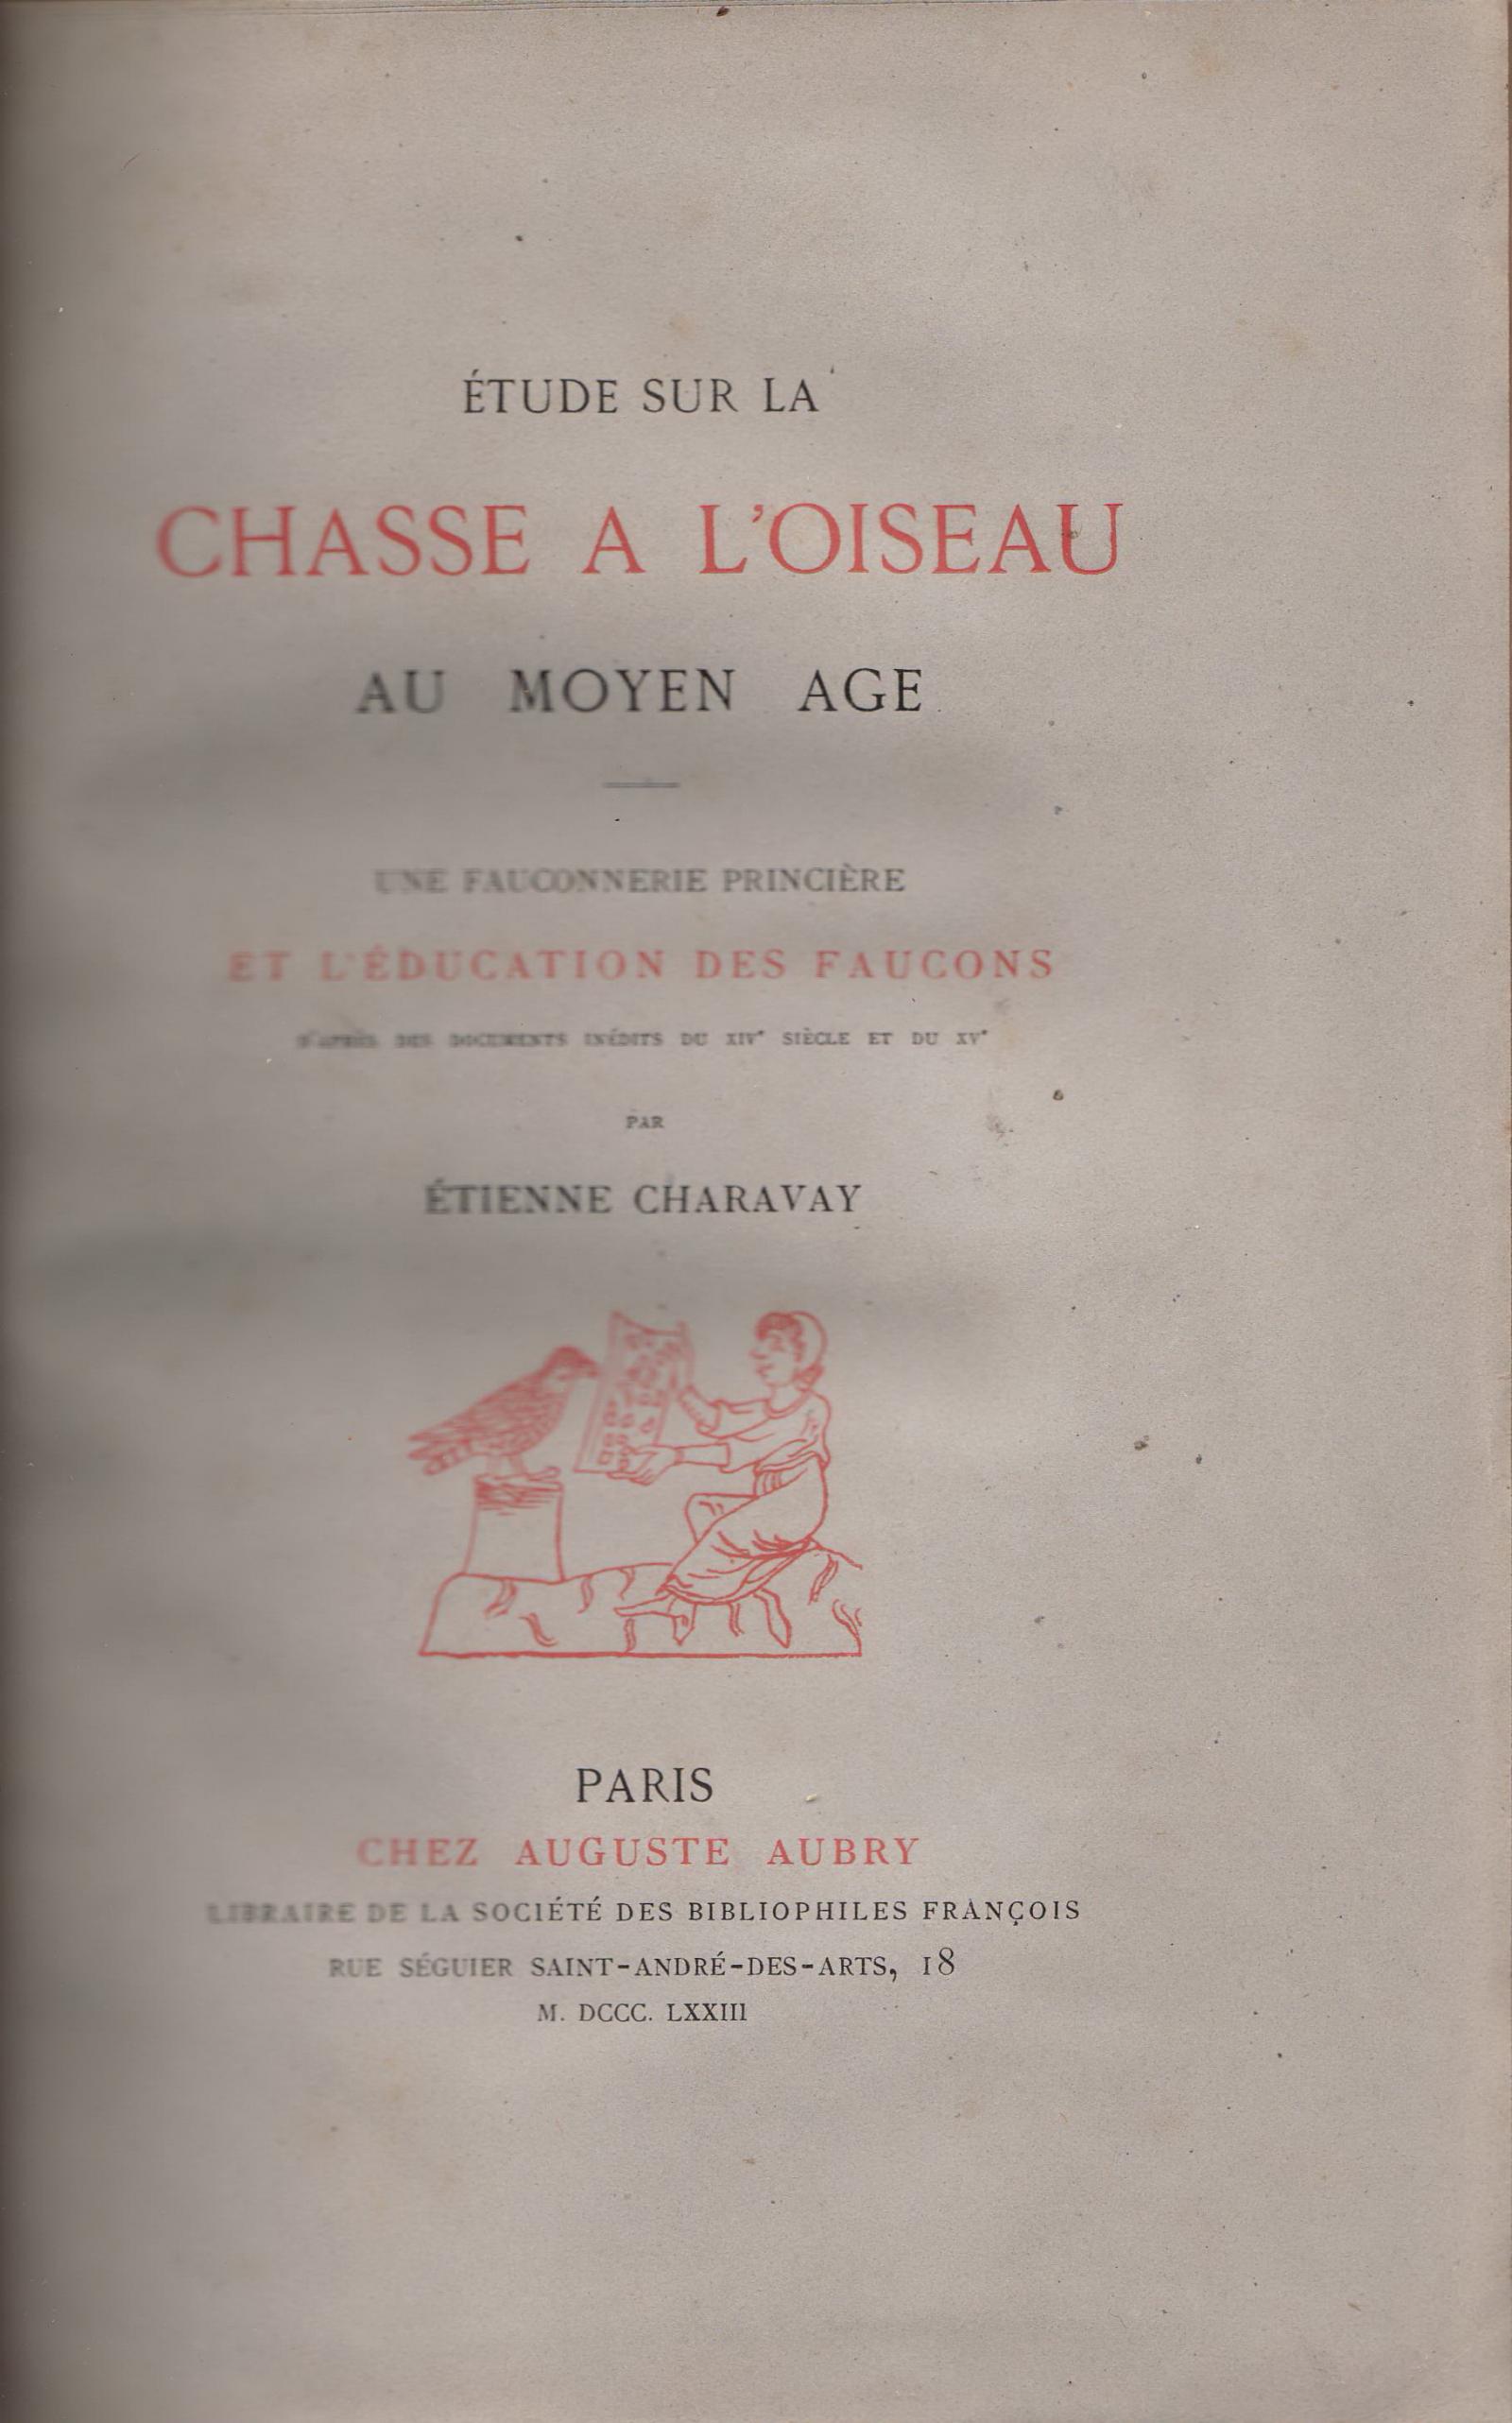 ÉTUDE SUR LA
CHASSE A L'OISEAU
AU MOYEN AGE
UNE FAUCONNERIE PRINCIÈRE
ET L'ÉDUCATION DES FAUCONS
D'APRÈS DES DOCUMENTS INÉDITS DU XIVᵉ SIÈCLE ET DU XVᵉ
PAR
ÉTIENNE CHARAVAY
PARIS
CHEZ AUGUSTE AUBRY
LIBRAIRE DE LA SOCIÉTÉ DES BIBLIOPHILES FRANÇOIS
RUE SÉGUIER SAINT-ANDRÉ-DES-ARTS, 18
M. DCCC. LXXIII